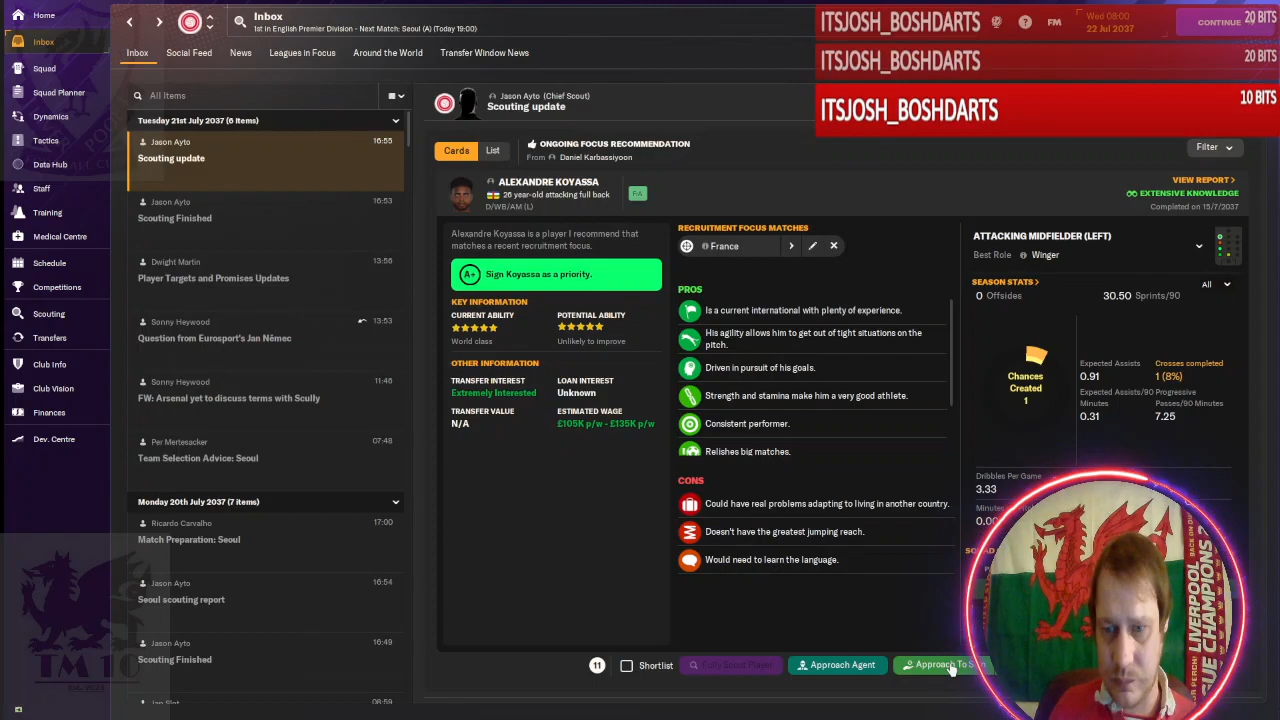 Home
Inbox
Squad
Squad Planner
Dynamics
Tactics
Data Hub
Staff
Training
Medical Centre
Schedule
Competitions
Scouting
Transfers
Club Info
Club Vision
Finances
Dev. Centre
TM10
Inbox
1st in English Premier Division - Next Match: Seoul (A) (Today 19:00)
FM
Wed 08:00
22 Jul 2037
CONTINUE
ITSJOSH_BOSHDARTS
20 BITS
ITSJOSH_BOSHDARTS
20 BITS
ITSJOSH_BOSHDARTS
10 BITS
Inbox
Social Feed
News
Leagues in Focus
Around the World
Transfer Window News
All Items
Tuesday 21st July 2037 (6 Items)
Jason Ayto 16:55
Scouting update
Jason Ayto 16:53
Scouting Finished
Dwight Martin 13:56
Player Targets and Promises Updates
Sonny Heywood 13:53
Question from Eurosport's Jan Němec
Sonny Heywood 11:46
FW: Arsenal yet to discuss terms with Scully
Per Mertesacker 07:48
Team Selection Advice: Seoul
Monday 20th July 2037 (7 Items)
Ricardo Carvalho 17:00
Match Preparation: Seoul
Jason Ayto 16:54
Seoul scouting report
Jason Ayto 16:49
Scouting Finished
08:59
Jason Ayto (Chief Scout)
Scouting update
Cards
List
ONGOING FOCUS RECOMMENDATION
From Daniel Karbassiyoon
Filter
ALEXANDRE KOYASSA
26 year-old attacking full back
D/WB/AM (L)
F/A
VIEW REPORT >
EXTENSIVE KNOWLEDGE
Completed on 15/7/2037
Alexandre Koyassa is a player I recommend that
matches a recent recruitment focus.
A+ Sign Koyassa as a priority.
KEY INFORMATION
CURRENT ABILITY
POTENTIAL ABILITY
World class
Unlikely to improve
OTHER INFORMATION
TRANSFER INTEREST
LOAN INTEREST
Extremely Interested
Unknown
TRANSFER VALUE
ESTIMATED WAGE
N/A
£105K p/w - £135K p/w
RECRUITMENT FOCUS MATCHES
France
PROS
Is a current international with plenty of experience.
His agility allows him to get out of tight situations on the
pitch.
Driven in pursuit of his goals.
Strength and stamina make him a very good athlete.
Consistent performer.
Relishes big matches.
CONS
Could have real problems adapting to living in another country.
Doesn't have the greatest jumping reach.
Would need to learn the language.
ATTACKING MIDFIELDER (LEFT)
Best Role Winger
SEASON STATS >
All
0 Offsides
30.50 Sprints/90
Chances
Created
1
Expected Assists
0.91
Crosses completed
1 (8%)
Expected Assists/90
Minutes
0.31
Progressive
Passes/90 Minutes
7.25
Dribbles Per Game
3.33
11
Shortlist
Fully Scout Player
Approach Agent
Approach To
LIVERPOOL